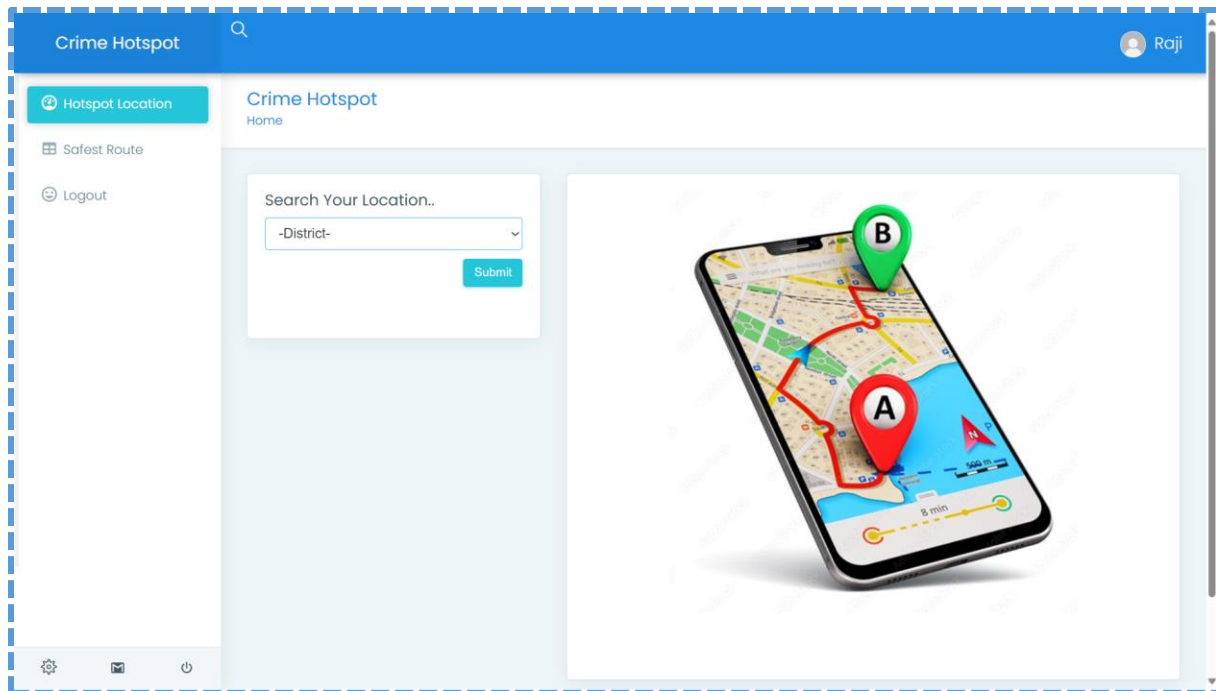 Crime Hotspot
Raji
Hotspot Location
Safest Route
Logout
Crime Hotspot
Home
Search Your Location..
-District-
Submit
B
A
N
P
500 m
8 min